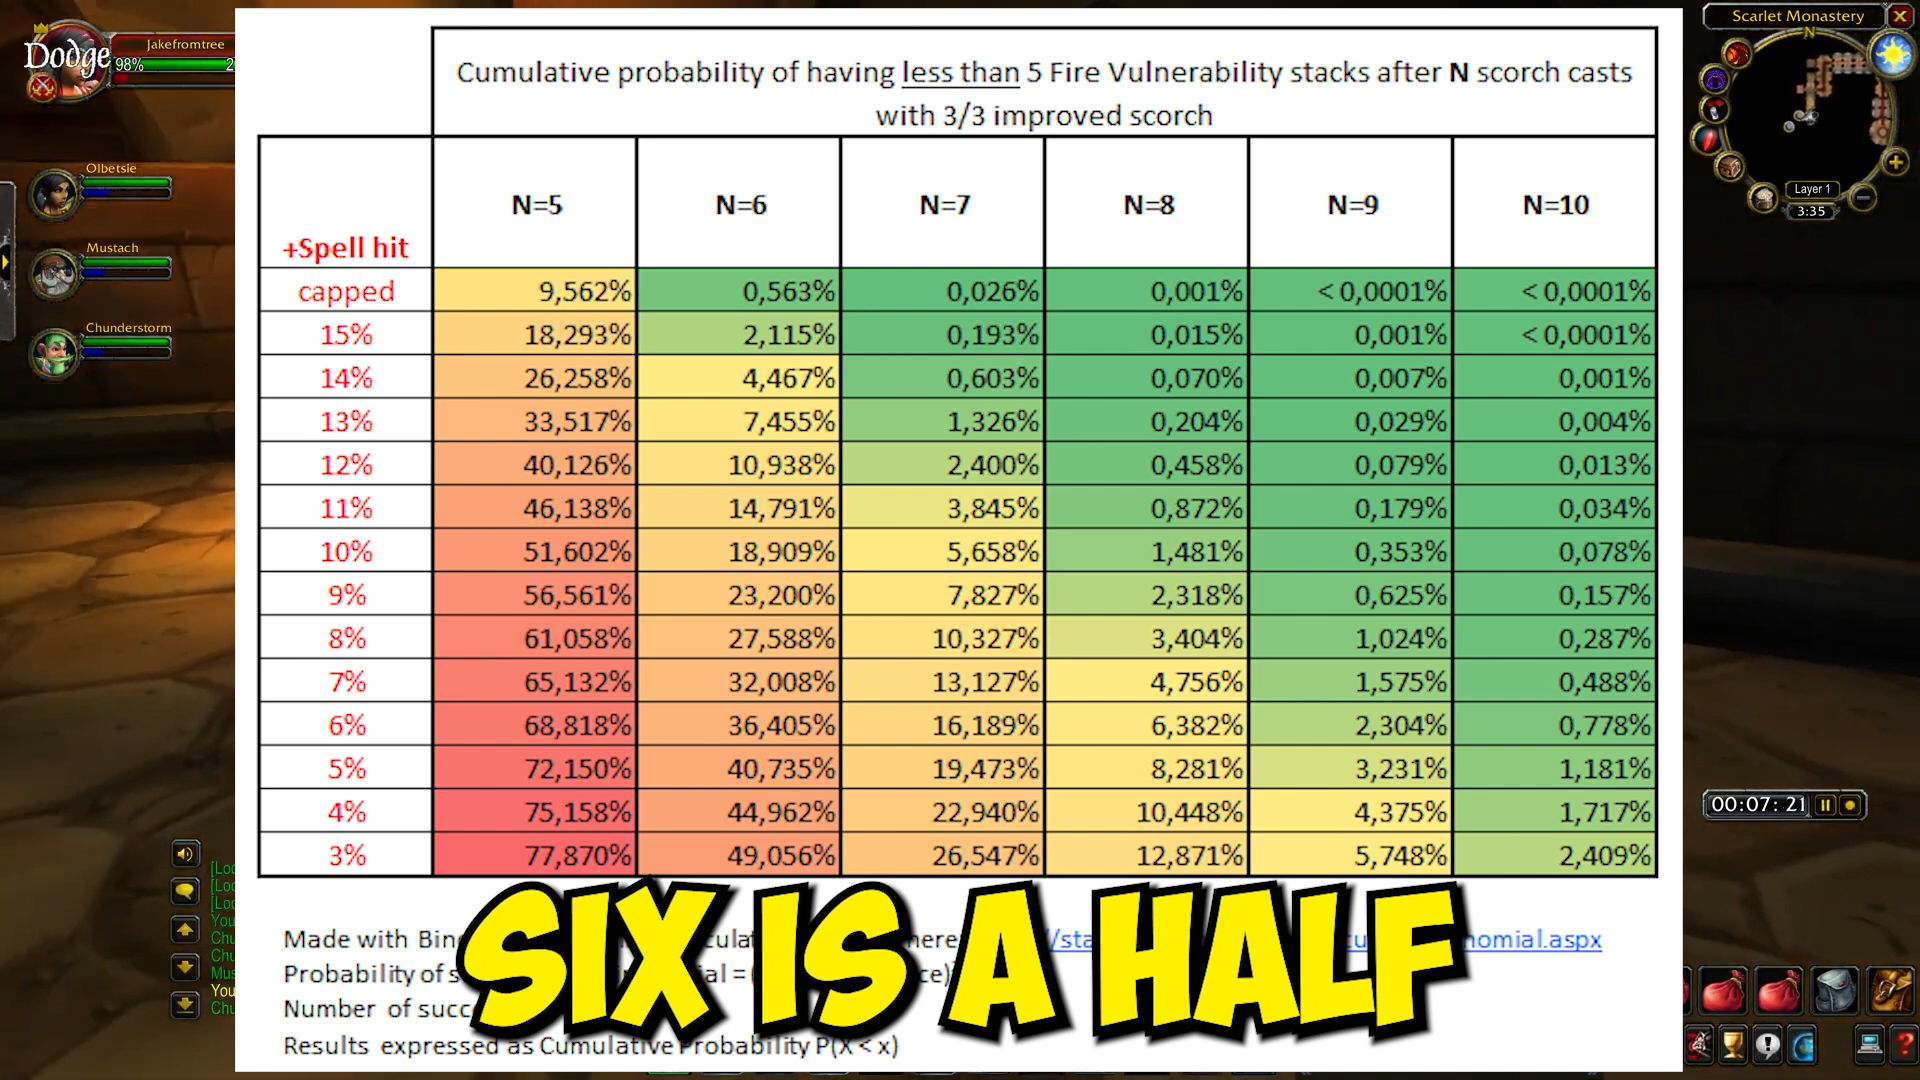 Dodge
Jakefromtree
98%
Olbetsie
Mustach
Chunderstorm
Scarlet Monastery
N
Layer 1
3:35
00:07:21
Cumulative probability of having less than 5 Fire Vulnerability stacks after N scorch casts
with 3/3 improved scorch
+Spell hit N=5 N=6 N=7 N=8 N=9 N=10
capped 9,562% 0,563% 0,026% 0,001% < 0,0001% < 0,0001%
15% 18,293% 2,115% 0,193% 0,015% 0,001% < 0,0001%
14% 26,258% 4,467% 0,603% 0,070% 0,007% 0,001%
13% 33,517% 7,455% 1,326% 0,204% 0,029% 0,004%
12% 40,126% 10,938% 2,400% 0,458% 0,079% 0,013%
11% 46,138% 14,791% 3,845% 0,872% 0,179% 0,034%
10% 51,602% 18,909% 5,658% 1,481% 0,353% 0,078%
9% 56,561% 23,200% 7,827% 2,318% 0,625% 0,157%
8% 61,058% 27,588% 10,327% 3,404% 1,024% 0,287%
7% 65,132% 32,008% 13,127% 4,756% 1,575% 0,488%
6% 68,818% 36,405% 16,189% 6,382% 2,304% 0,778%
5% 72,150% 40,735% 19,473% 8,281% 3,231% 1,181%
4% 75,158% 44,962% 22,940% 10,448% 4,375% 1,717%
3% 77,870% 49,056% 26,547% 12,871% 5,748% 2,409%
SIX IS A HALF
Made with
Probability of
Number of
Results expressed as Cumulative Probability P(X < x)